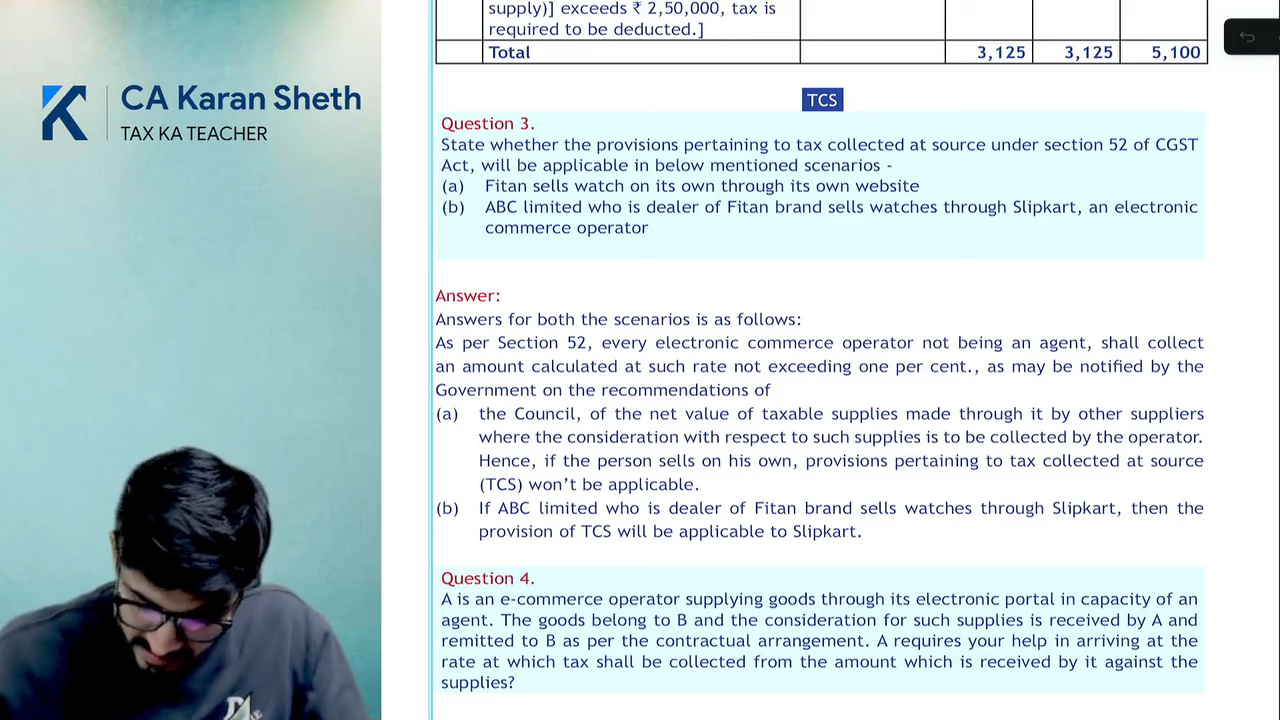 CA Karan Sheth
TAX KA TEACHER
supply)] exceeds ₹ 2,50,000, tax is
required to be deducted.]
Total 3,125 3,125 5,100
TCS
Question 3.
State whether the provisions pertaining to tax collected at source under section 52 of CGST
Act, will be applicable in below mentioned scenarios -
(a) Fitan sells watch on its own through its own website
(b) ABC limited who is dealer of Fitan brand sells watches through Slipkart, an electronic
commerce operator
Answer:
Answers for both the scenarios is as follows:
As per Section 52, every electronic commerce operator not being an agent, shall collect
an amount calculated at such rate not exceeding one per cent., as may be notified by the
Government on the recommendations of
(a) the Council, of the net value of taxable supplies made through it by other suppliers
where the consideration with respect to such supplies is to be collected by the operator.
Hence, if the person sells on his own, provisions pertaining to tax collected at source
(TCS) won’t be applicable.
(b) If ABC limited who is dealer of Fitan brand sells watches through Slipkart, then the
provision of TCS will be applicable to Slipkart.
Question 4.
A is an e-commerce operator supplying goods through its electronic portal in capacity of an
agent. The goods belong to B and the consideration for such supplies is received by A and
remitted to B as per the contractual arrangement. A requires your help in arriving at the
rate at which tax shall be collected from the amount which is received by it against the
supplies?